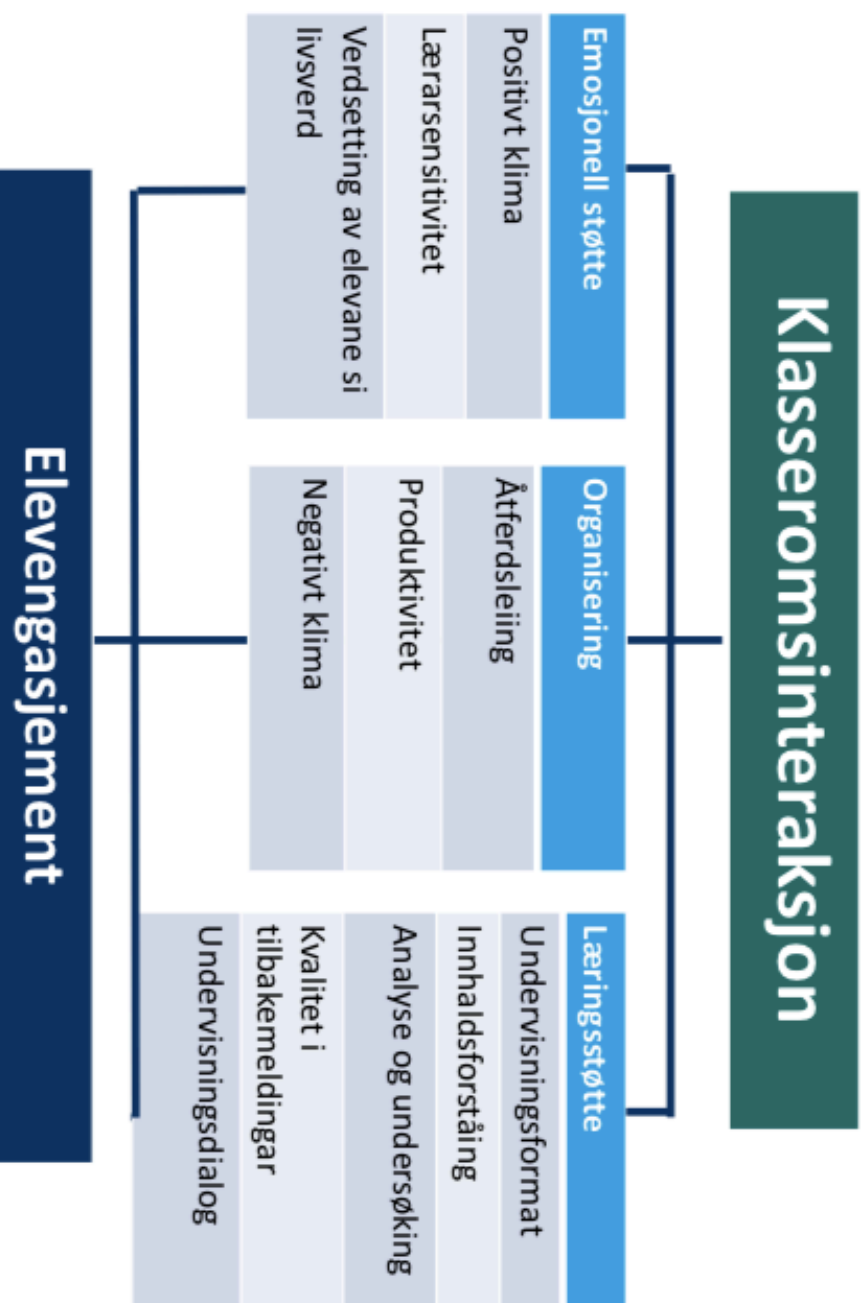 Klasseromsinteraksjon
Emosjonell støtte
Positivt klima
Lærarsensitivitet
Verdsetting av elevane si
livsverd
Organisering
Åtferdsleiing
Produktivitet
Negativt klima
Læringsstøtte
Undervisningsformat
Innhaldsforståing
Analyse og undersøking
Kvalitet i
tilbakemeldingar
Undervisningsdialog
Elevengasjement